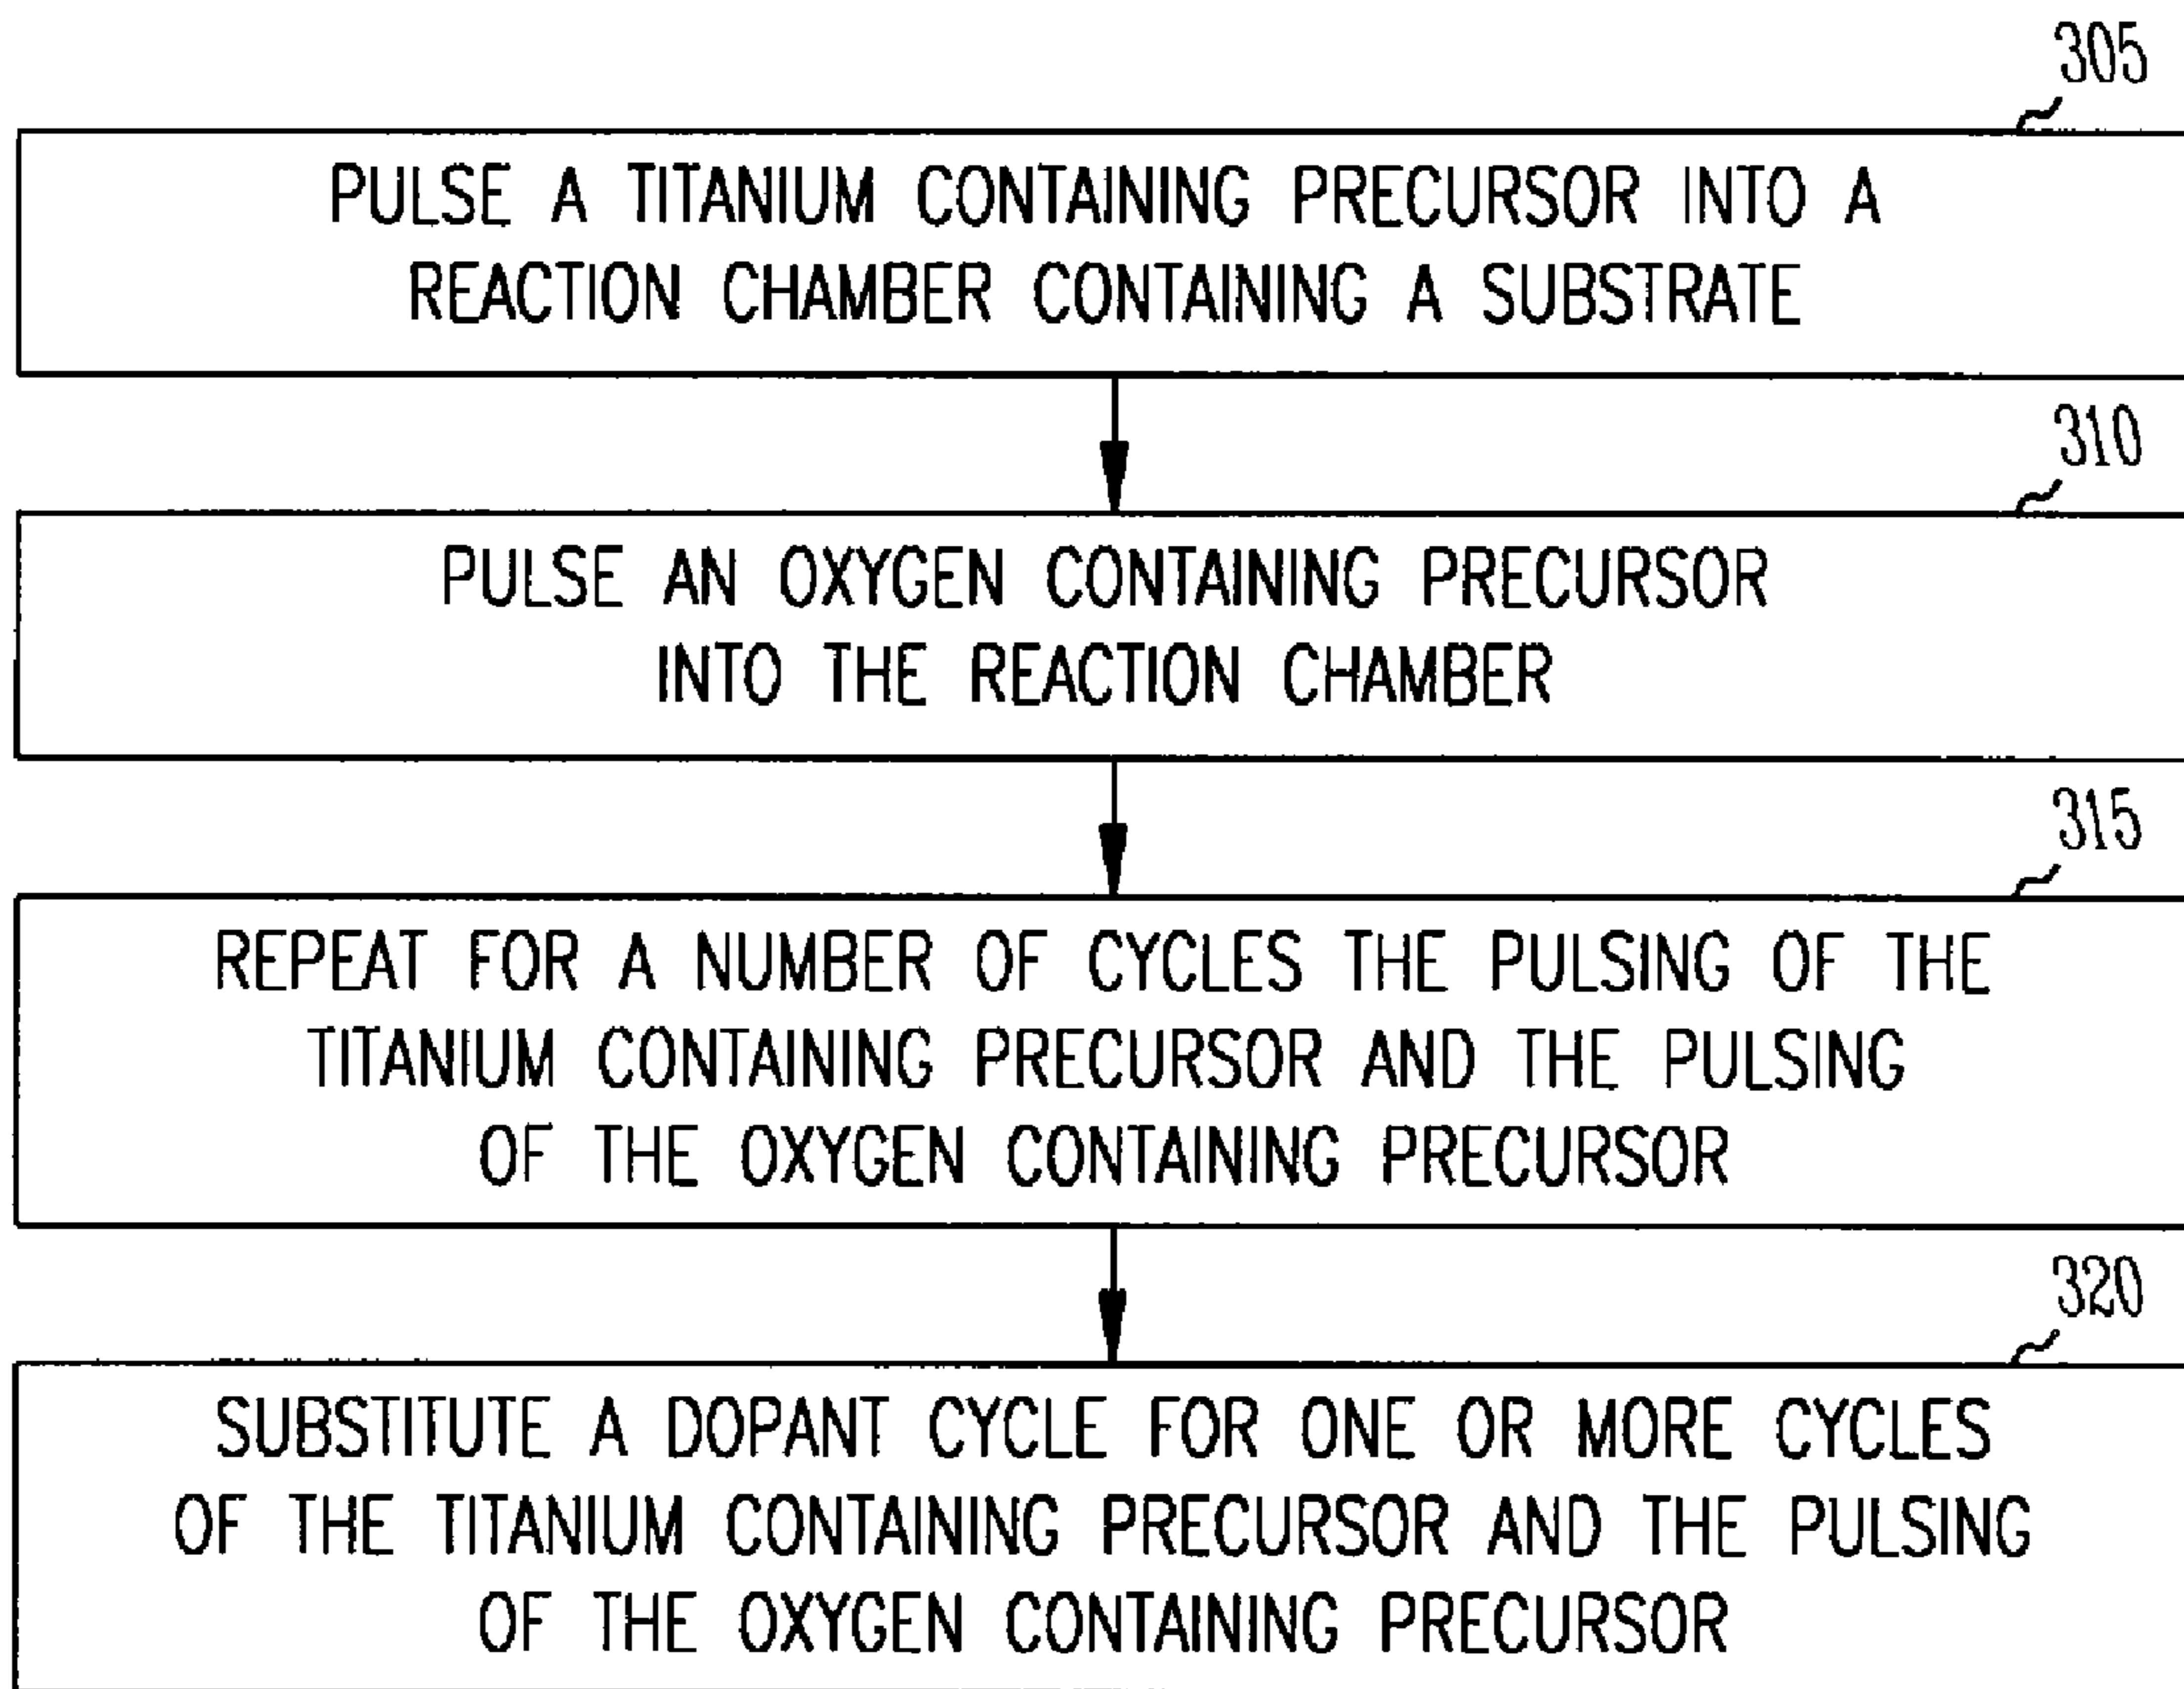 305
PULSE A TITANIUM CONTAINING PRECURSOR INTO A
REACTION CHAMBER CONTAINING A SUBSTRATE
310
PULSE AN OXYGEN CONTAINING PRECURSOR
INTO THE REACTION CHAMBER
315
REPEAT FOR A NUMBER OF CYCLES THE PULSING OF THE
TITANIUM CONTAINING PRECURSOR AND THE PULSING
OF THE OXYGEN CONTAINING PRECURSOR
320
SUBSTITUTE A DOPANT CYCLE FOR ONE OR MORE CYCLES
OF THE TITANIUM CONTAINING PRECURSOR AND THE PULSING
OF THE OXYGEN CONTAINING PRECURSOR